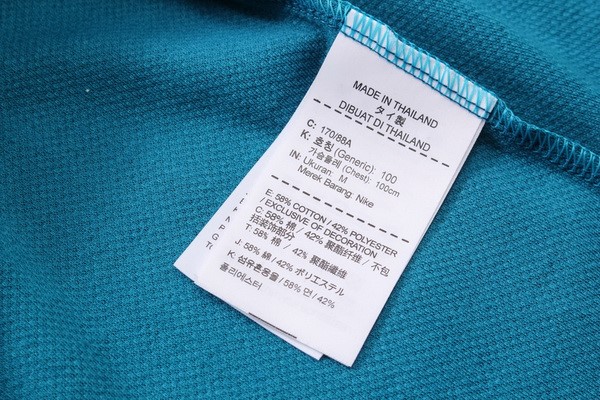 MADE IN THAILAND
タイ製
DIBUAT DI THAILAND
C: 170/88A
K: 호칭 (Generic): 100
가슴둘레 (Chest): 100cm
IN: Ukuran: M
Merek Barang: Nike
E: 58% COTTON / 42% POLYESTER
/ EXCLUSIVE OF DECORATION
C: 58% 棉 / 42% 聚酯纤维 / 不包
括装饰部分
T: 58% 棉 / 42% 聚酯纖維
J: 58% 綿 / 42% ポリエステル
K: 섬유혼용율 / 58% 면 / 42%
폴리에스터